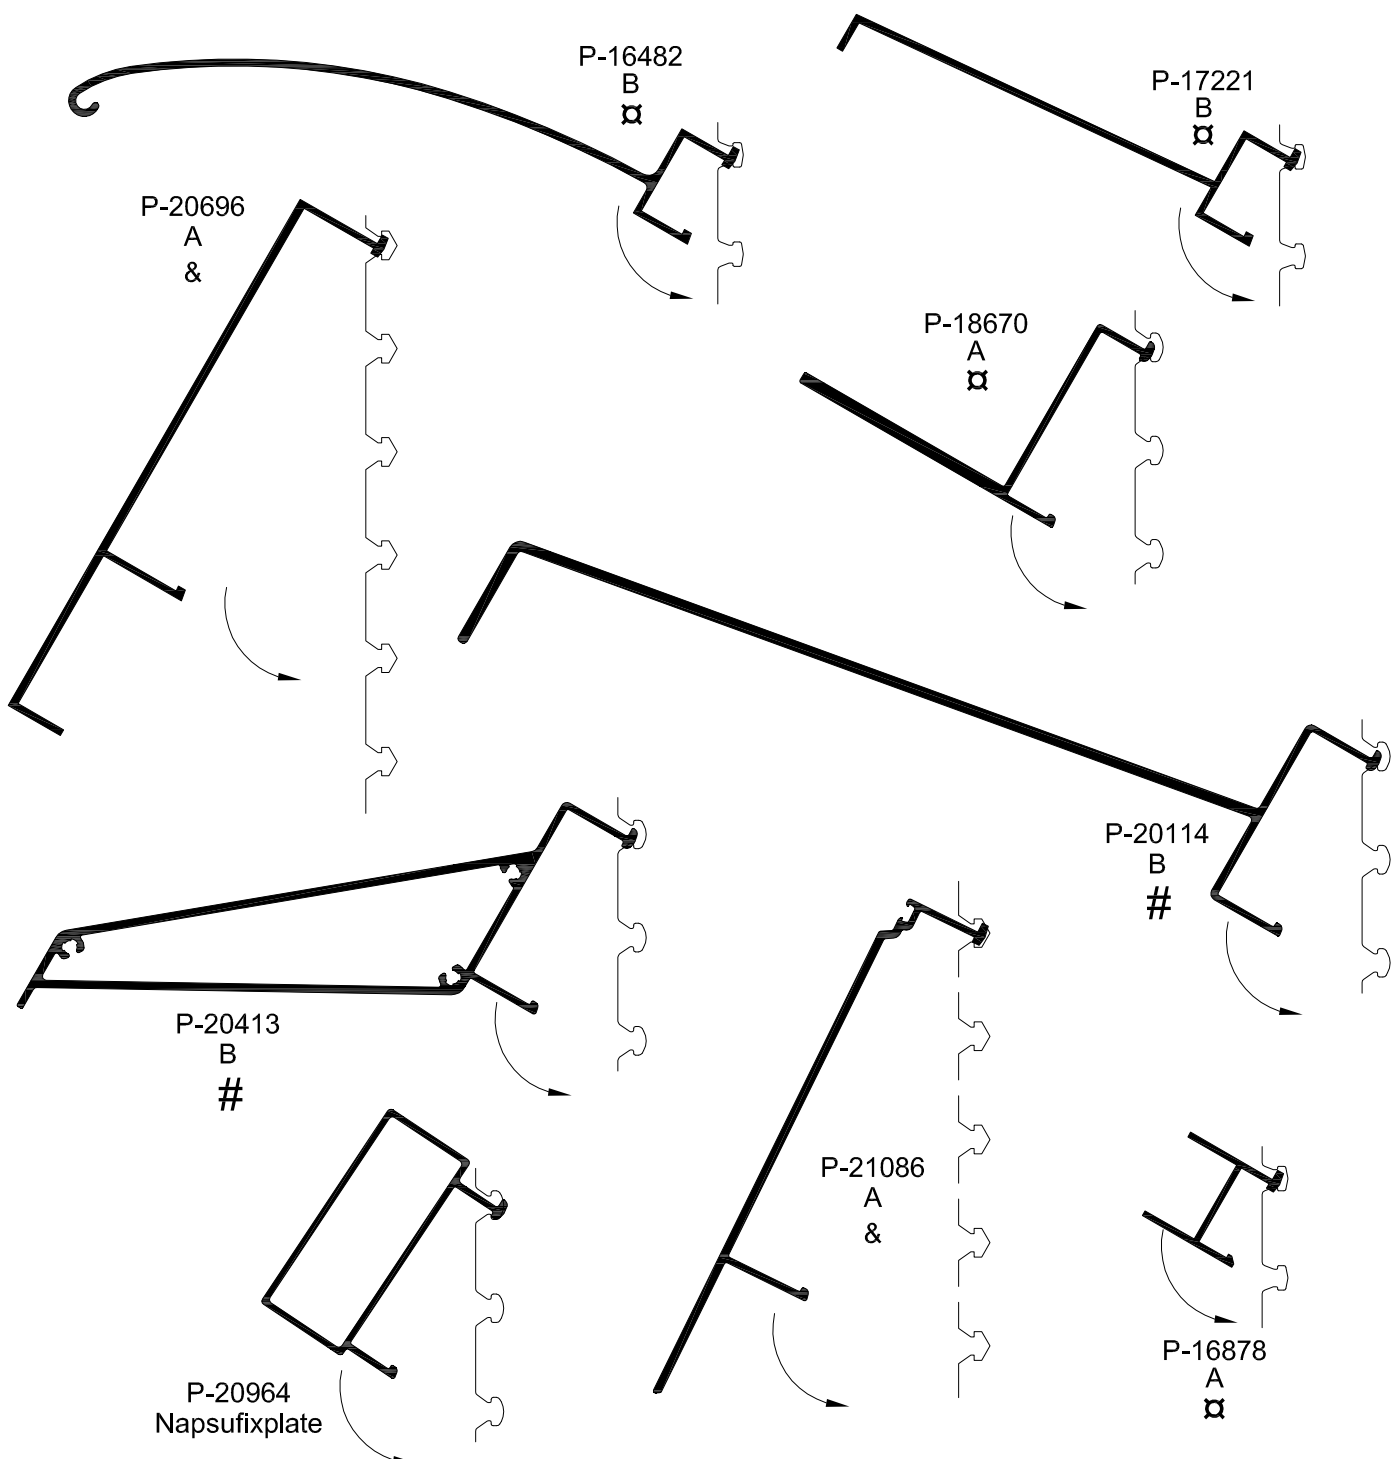 P-16482
B
¤
P-17221
B
¤
P-20696
A
&
P-18670
A
¤
P-20114
B
#
P-20413
B
#
P-21086
A
&
P-16878
A
¤
P-20964
Napsufixplate